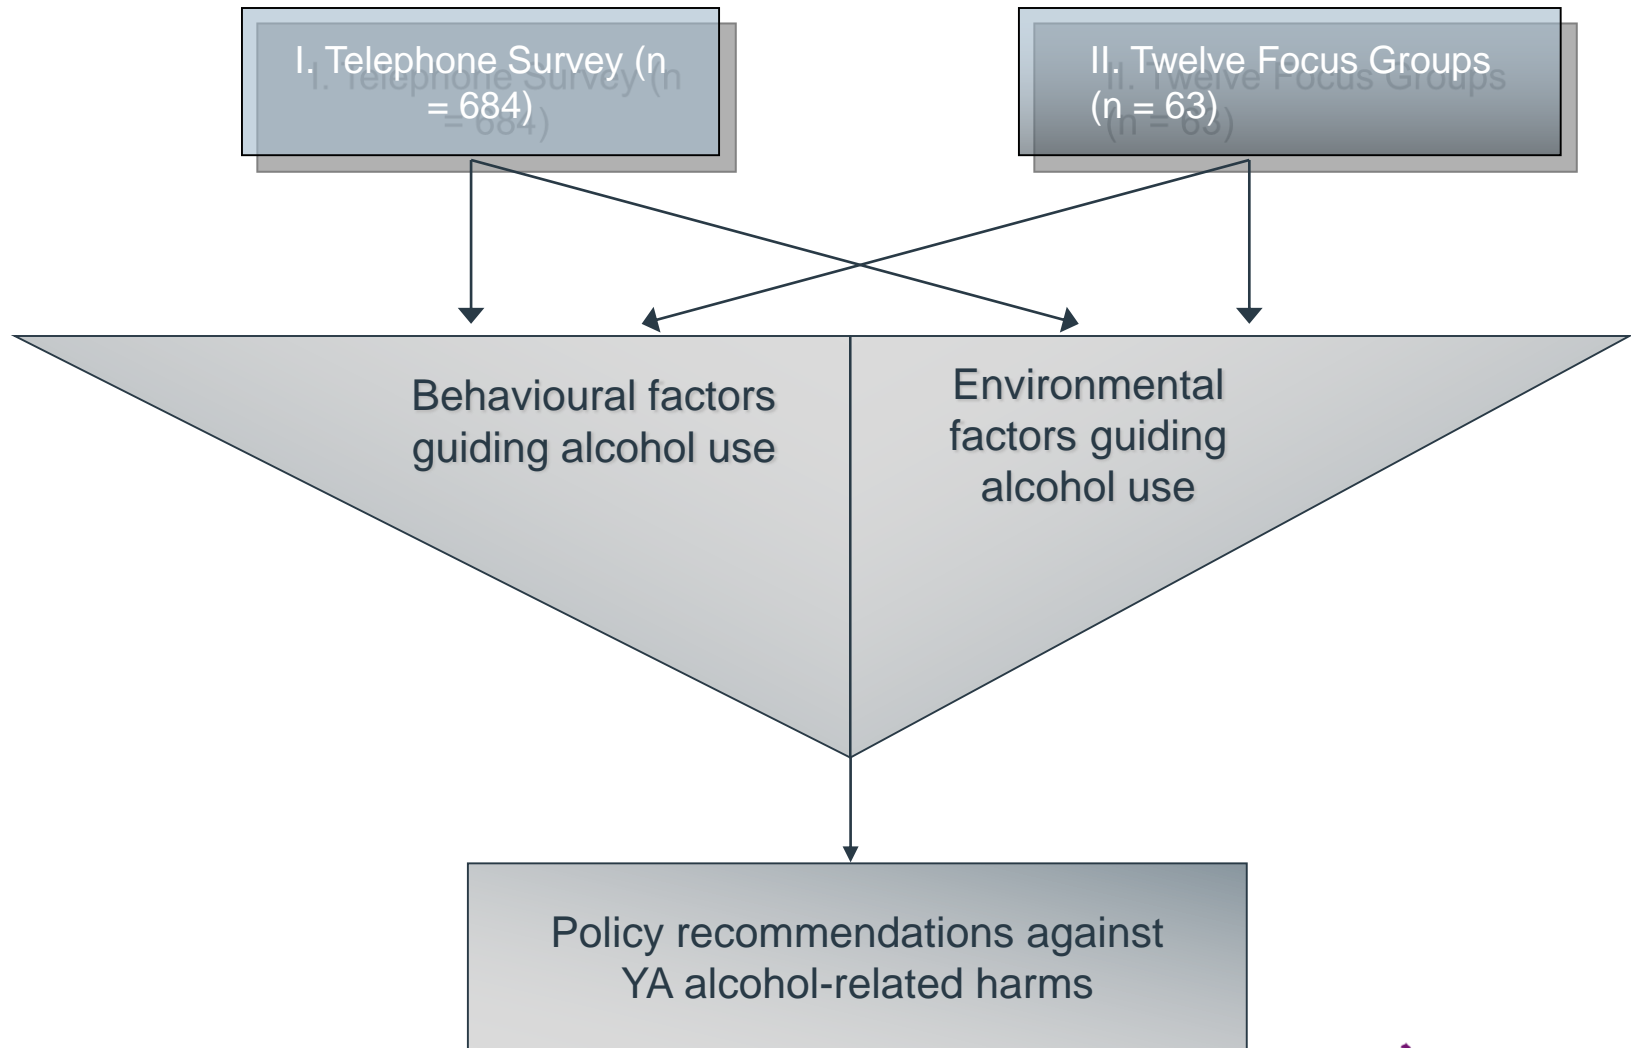 I. Telephone Survey (n
= 684)
II. Twelve Focus Groups
(n = 63)
Behavioural factors
guiding alcohol use
Environmental
factors guiding
alcohol use
Policy recommendations against
YA alcohol-related harms